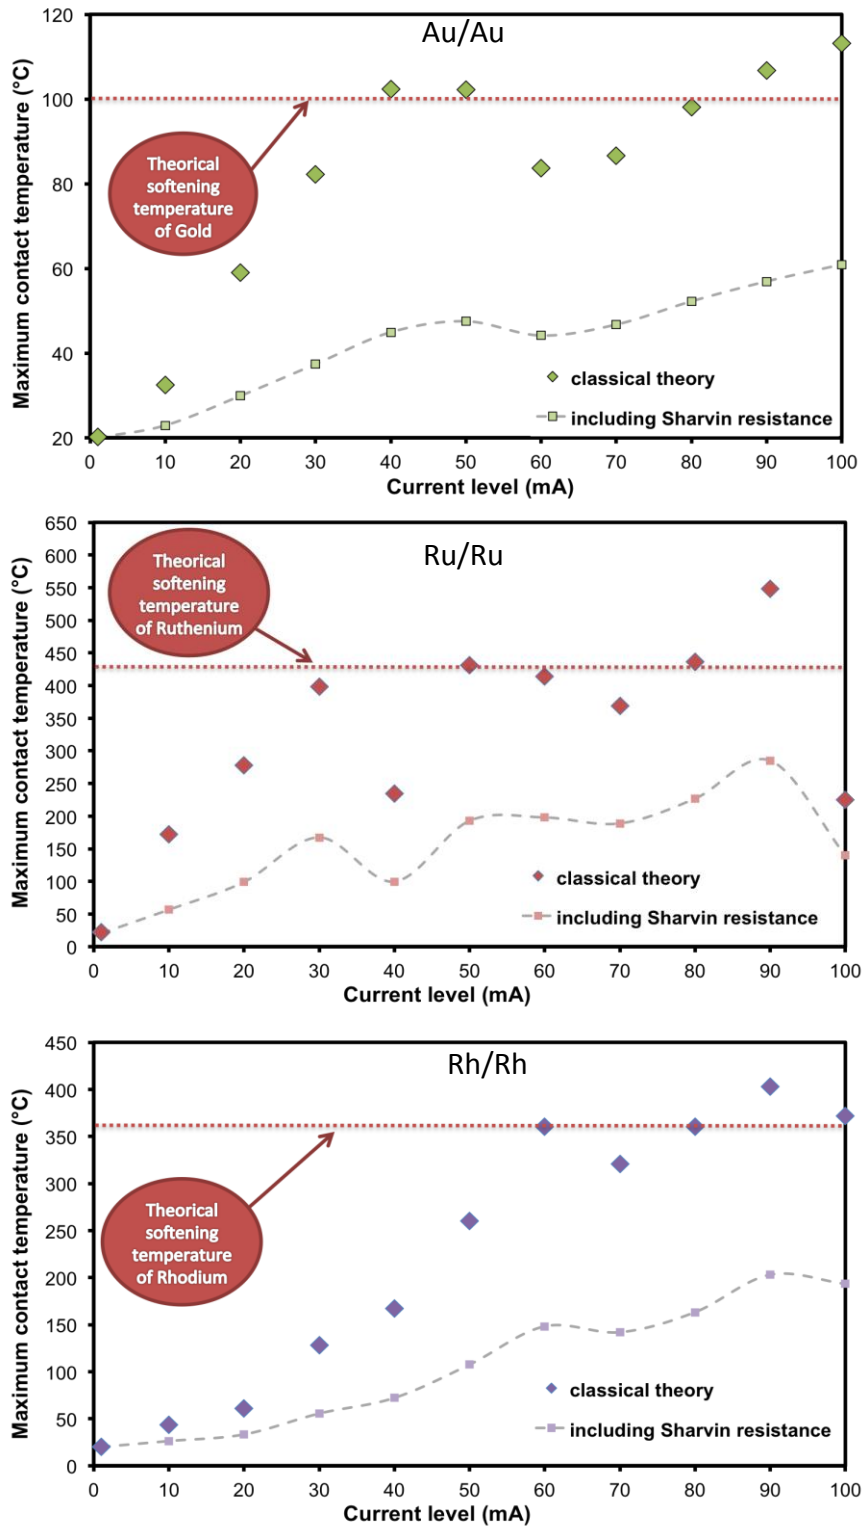 Au/Au
Maximum contact temperature (°C)
120
100
80
60
40
20
Theorical
softening
temperature
of Gold
classical theory
including Sharvin resistance
0 10 20 30 40 50 60 70 80 90 100
Current level (mA)
Ru/Ru
Maximum contact temperature (°C)
650
600
550
500
450
400
350
300
250
200
150
100
50
0
Theorical
softening
temperature
of Ruthenium
classical theory
including Sharvin resistance
0 10 20 30 40 50 60 70 80 90 100
Current level (mA)
Rh/Rh
Maximum contact temperature (°C)
450
400
350
300
250
200
150
100
50
0
Theorical
softening
temperature
of Rhodium
classical theory
including Sharvin resistance
0 10 20 30 40 50 60 70 80 90 100
Current level (mA)